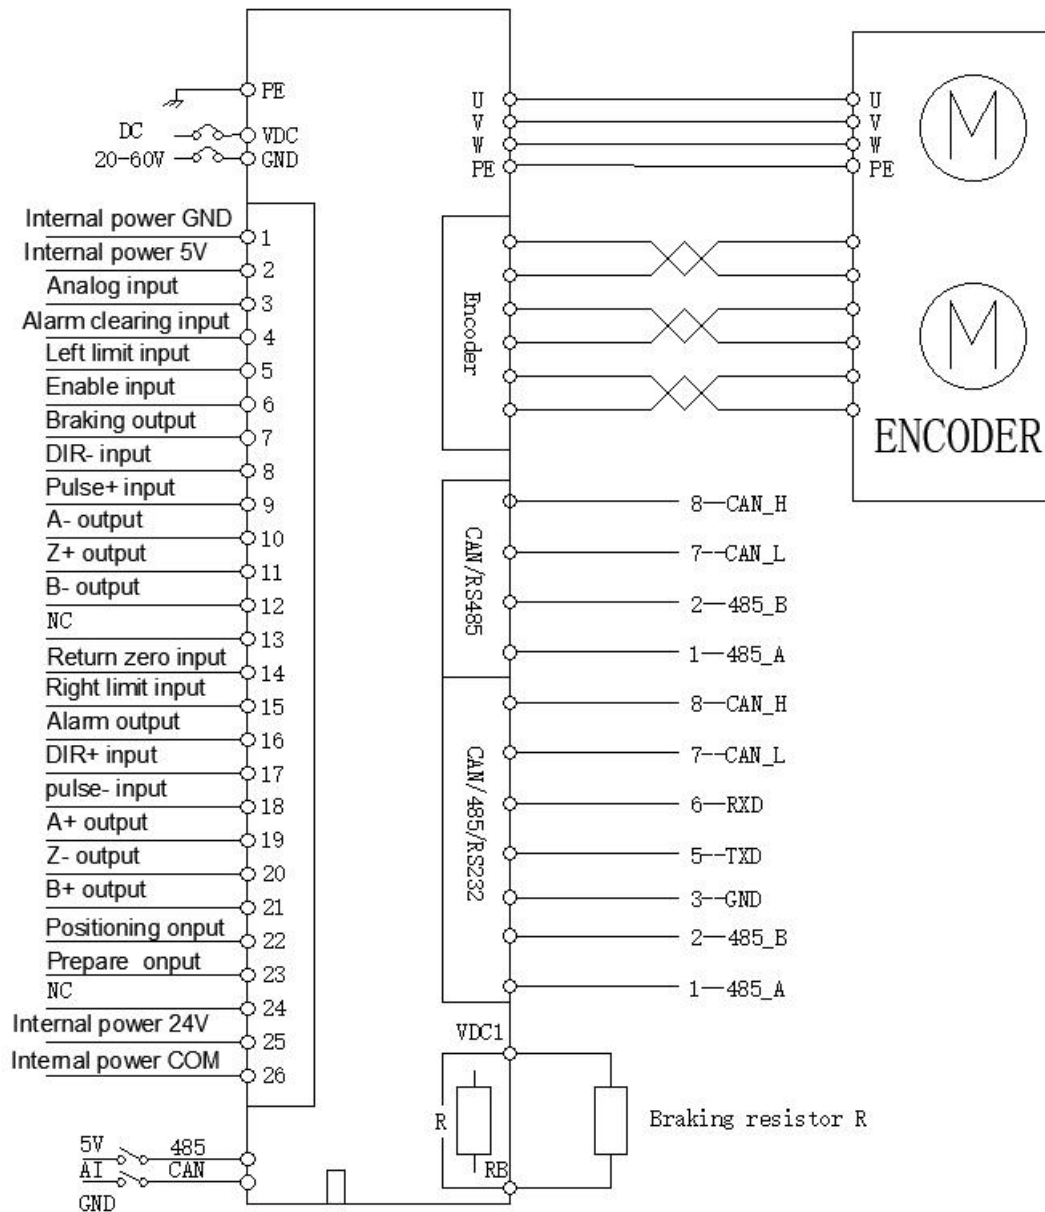 PE
DC
VDC
20-60V
GND
U
V
W
PE
U
V
W
PE
M
Internal power GND
1
Internal power 5V
2
Analog input
3
Alarm clearing input
4
Left limit input
5
Enable input
6
Braking output
7
DIR- input
8
Pulse+ input
9
A- output
10
Z+ output
11
B- output
12
NC
13
Return zero input
14
Right limit input
15
Alarm output
16
DIR+ input
17
pulse- input
18
A+ output
19
Z- output
20
B+ output
21
Positioning onput
22
Prepare onput
23
NC
24
Internal power 24V
25
Internal power COM
26
5V 485
AI CAN
GND
Encoder
M
ENCODER
CAN/RS485
8—CAN_H
7--CAN_L
2—485_B
1—485_A
CAN/485/RS232
8—CAN_H
7--CAN_L
6—RXD
5--TXD
3--GND
2—485_B
1—485_A
VDC1
R
RB
Braking resistor R